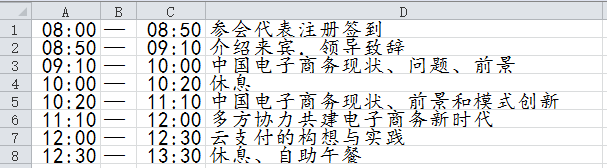 A B C D
1 08:00 — 08:50 参会代表注册签到
2 08:50 — 09:10 介绍来宾．领导致辞
3 09:10 — 10:00 中国电子商务现状、问题、前景
4 10:00 — 10:20 休息
5 10:20 — 11:10 中国电子商务现状、前景和模式创新
6 11:10 — 12:00 多方协力共建电子商务新时代
7 12:00 — 12:30 云支付的构想与实践
8 12:30 — 13:30 休息、自助午餐